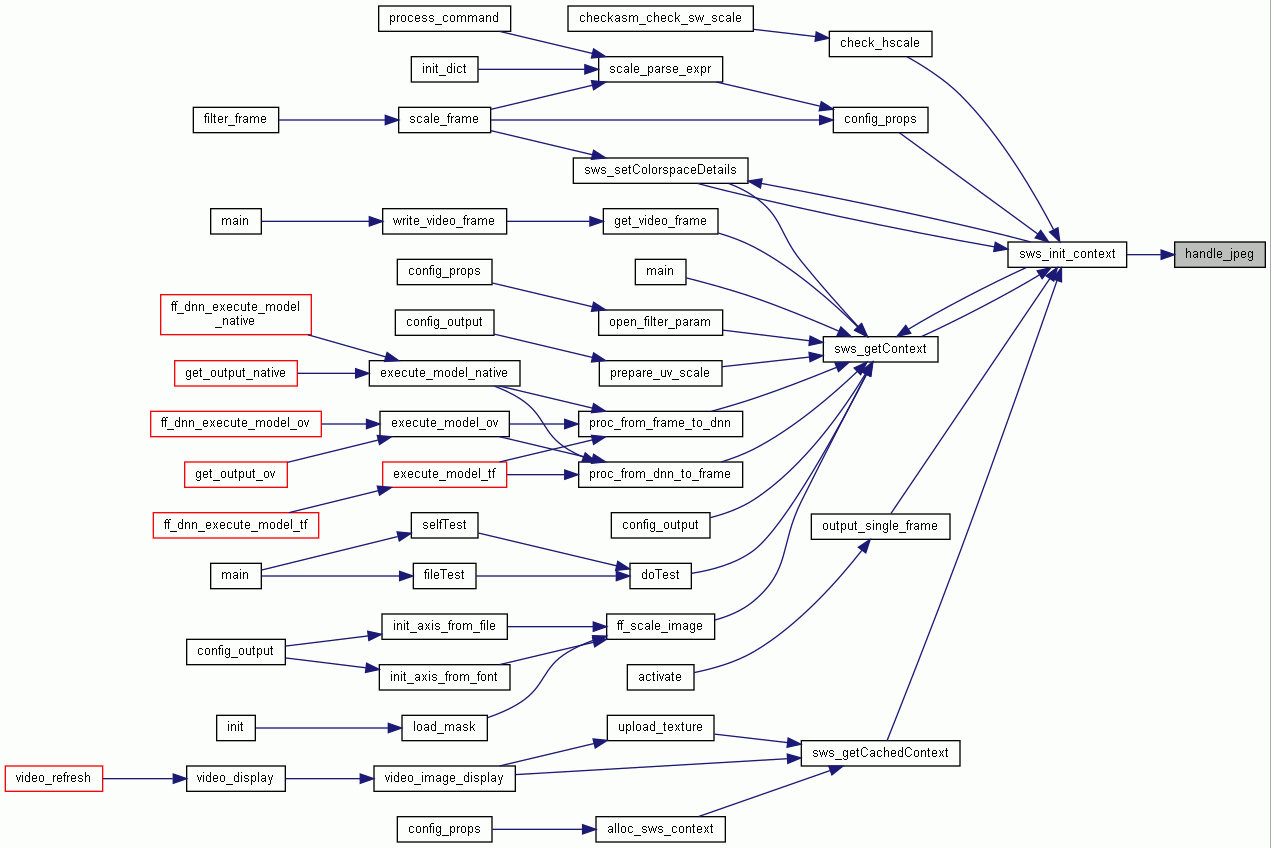 process_command
checkasm_check_sw_scale
check_hscale
init_dict
scale_parse_expr
filter_frame
scale_frame
config_props
sws_setColorspaceDetails
main
write_video_frame
get_video_frame
sws_init_context
handle_jpeg
config_props
main
ff_dnn_execute_model
_native
config_output
open_filter_param
sws_getContext
get_output_native
execute_model_native
prepare_uv_scale
ff_dnn_execute_model_ov
execute_model_ov
proc_from_frame_to_dnn
get_output_ov
execute_model_tf
proc_from_dnn_to_frame
ff_dnn_execute_model_tf
selfTest
config_output
output_single_frame
main
fileTest
doTest
config_output
init_axis_from_file
ff_scale_image
init_axis_from_font
activate
init
load_mask
upload_texture
sws_getCachedContext
video_refresh
video_display
video_image_display
config_props
alloc_sws_context